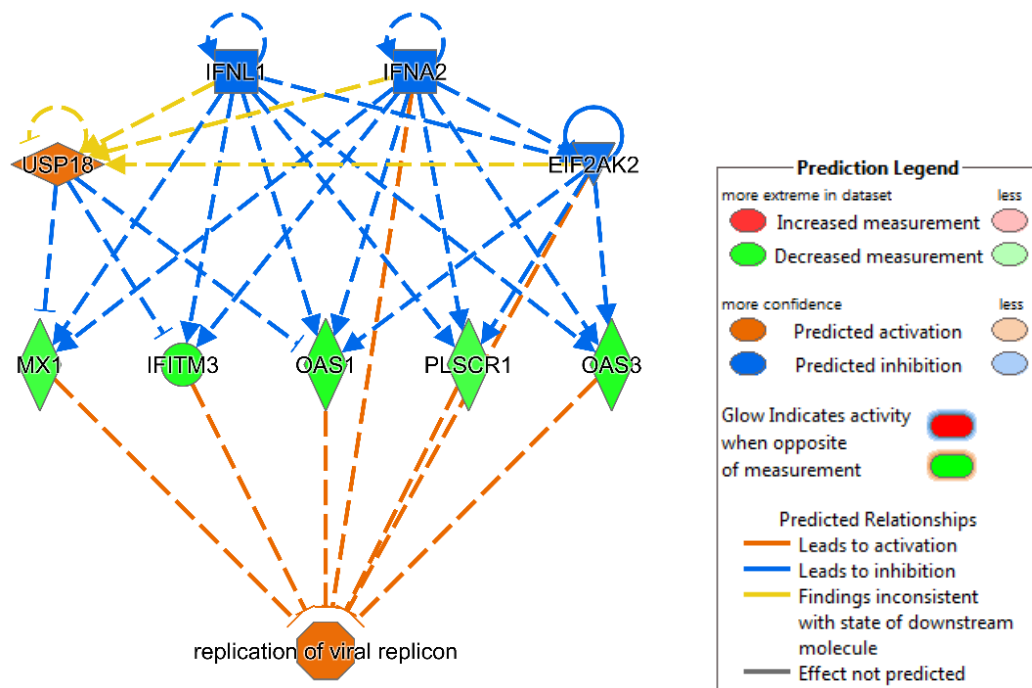 IFNL1
IFNA2
USP18
EIF2AK2
MX1
IFITM3
OAS1
PLSCR1
OAS3
replication of viral replicon
Prediction Legend
more extreme in dataset less
Increased measurement
Decreased measurement
more confidence less
Predicted activation
Predicted inhibition
Glow Indicates activity
when opposite
of measurement
Predicted Relationships
Leads to activation
Leads to inhibition
Findings inconsistent
with state of downstream
molecule
Effect not predicted